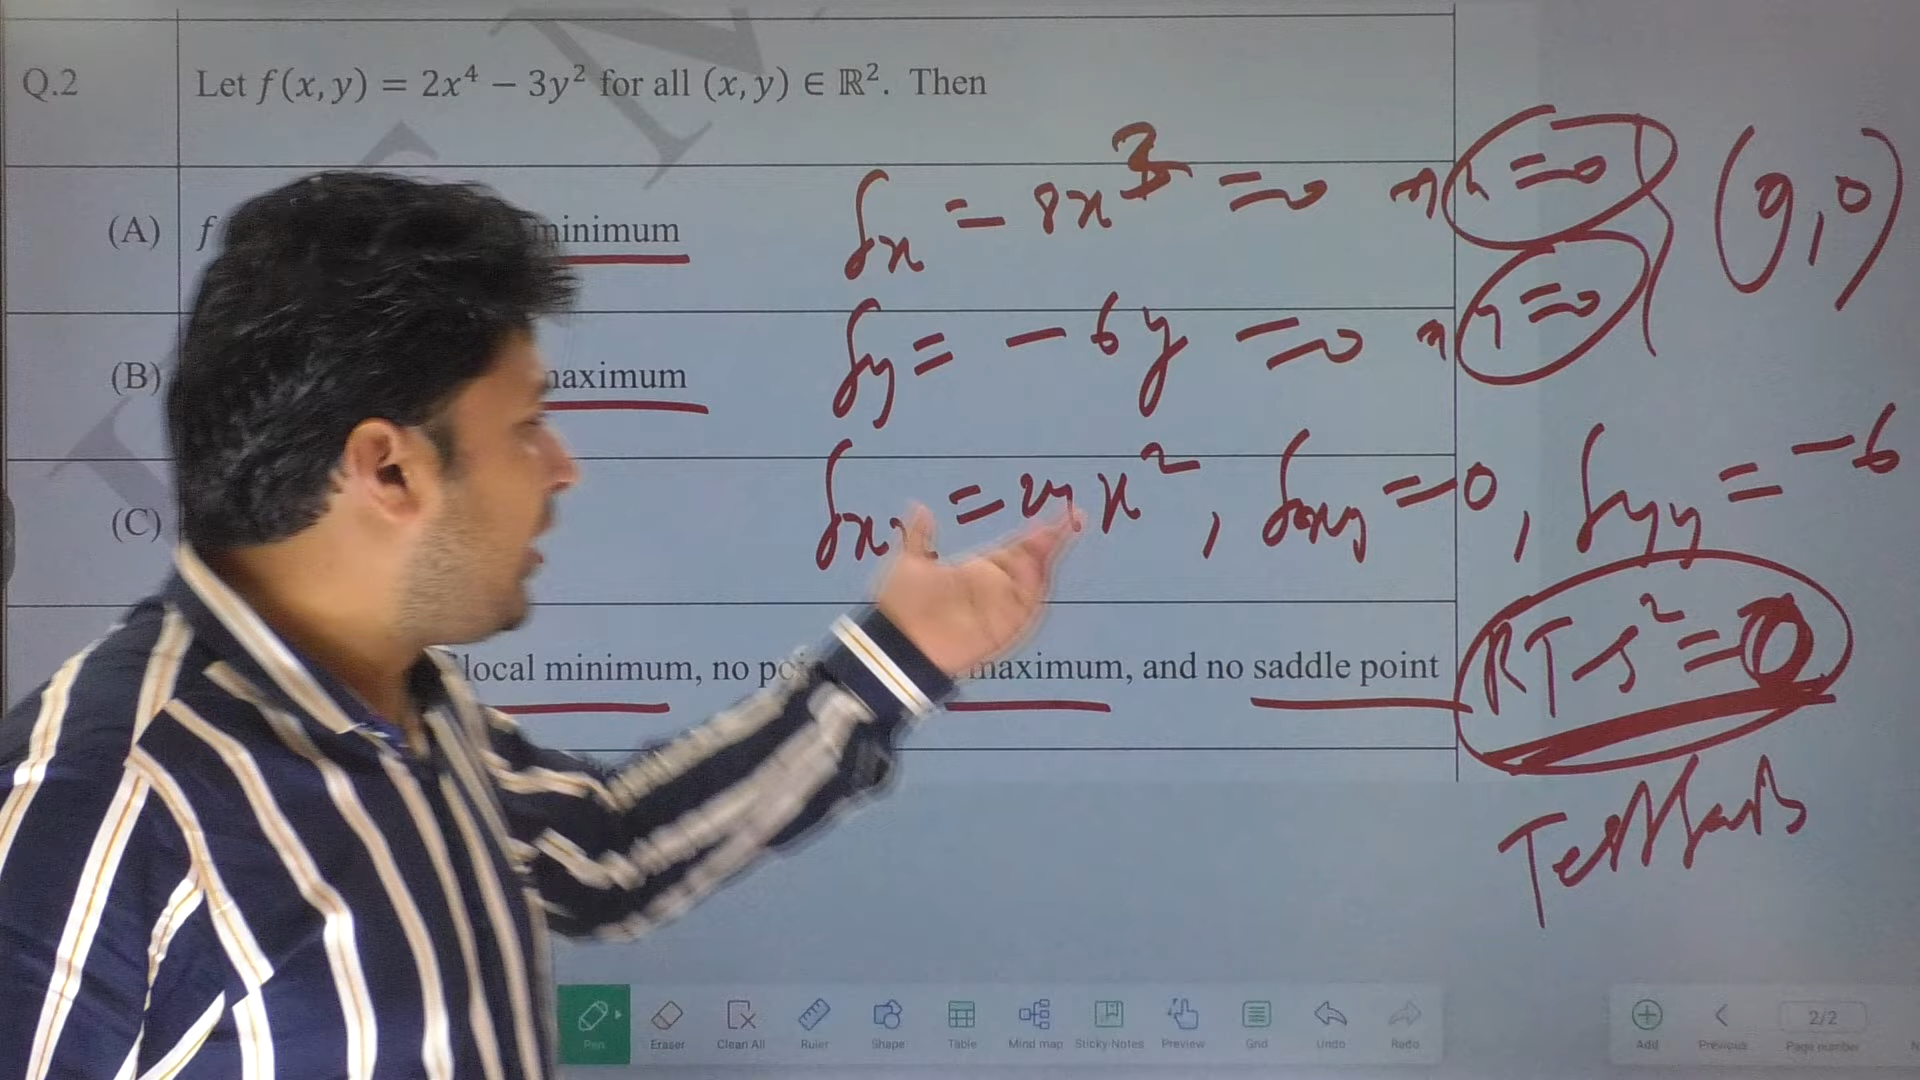 Q.2 Let f(x, y) = 2x⁴ − 3y² for all (x, y) ∈ ℝ². Then
(A) f minimum
(B) maximum
(C)
local minimum, no maximum, and no saddle point
fx = 8x³ = 0 x = 0
(0,0)
fy = -6y = 0 y = 0
fxx = 24x², fxy = 0, fyy = -6
RT-S² = 0
Test fails
Pen Eraser Clean All Ruler Shape Table Mind map Sticky Notes Preview Grid Undo Redo Add Previous 2/2 Page number